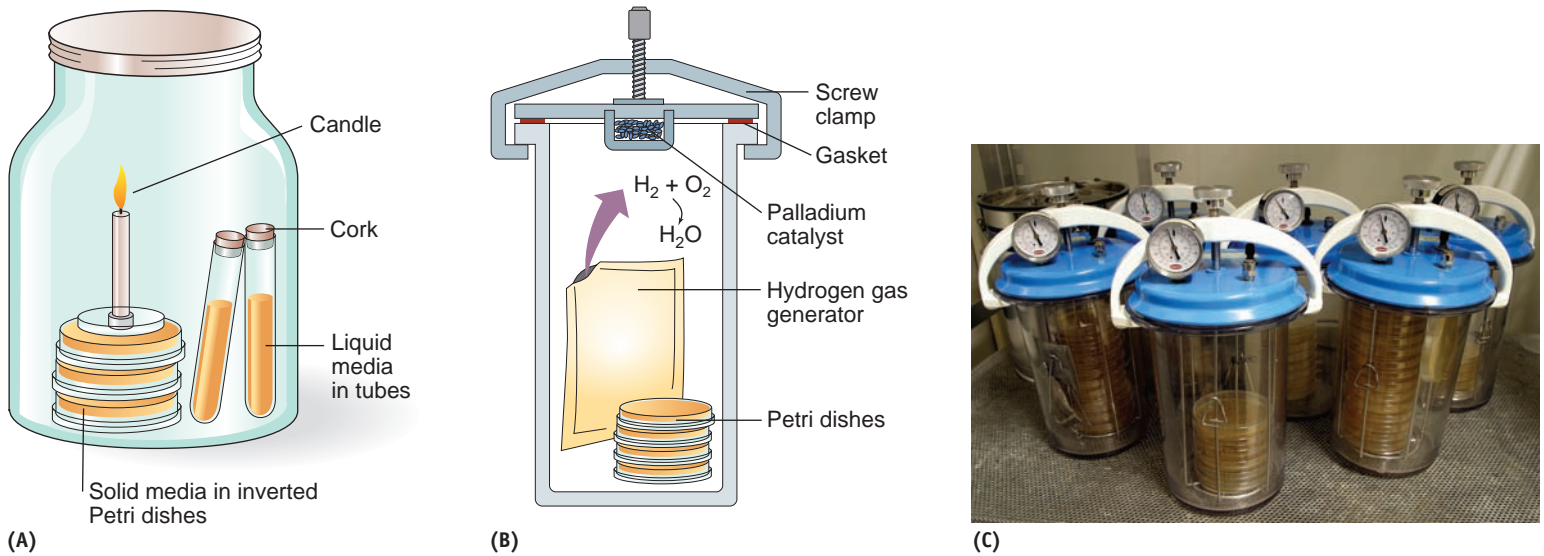 Candle
Cork
Liquid
media
in tubes
Solid media in inverted
Petri dishes
(A)
Screw
clamp
Gasket
H₂ + O₂
H₂O
Palladium
catalyst
Hydrogen gas
generator
Petri dishes
(B)
(C)